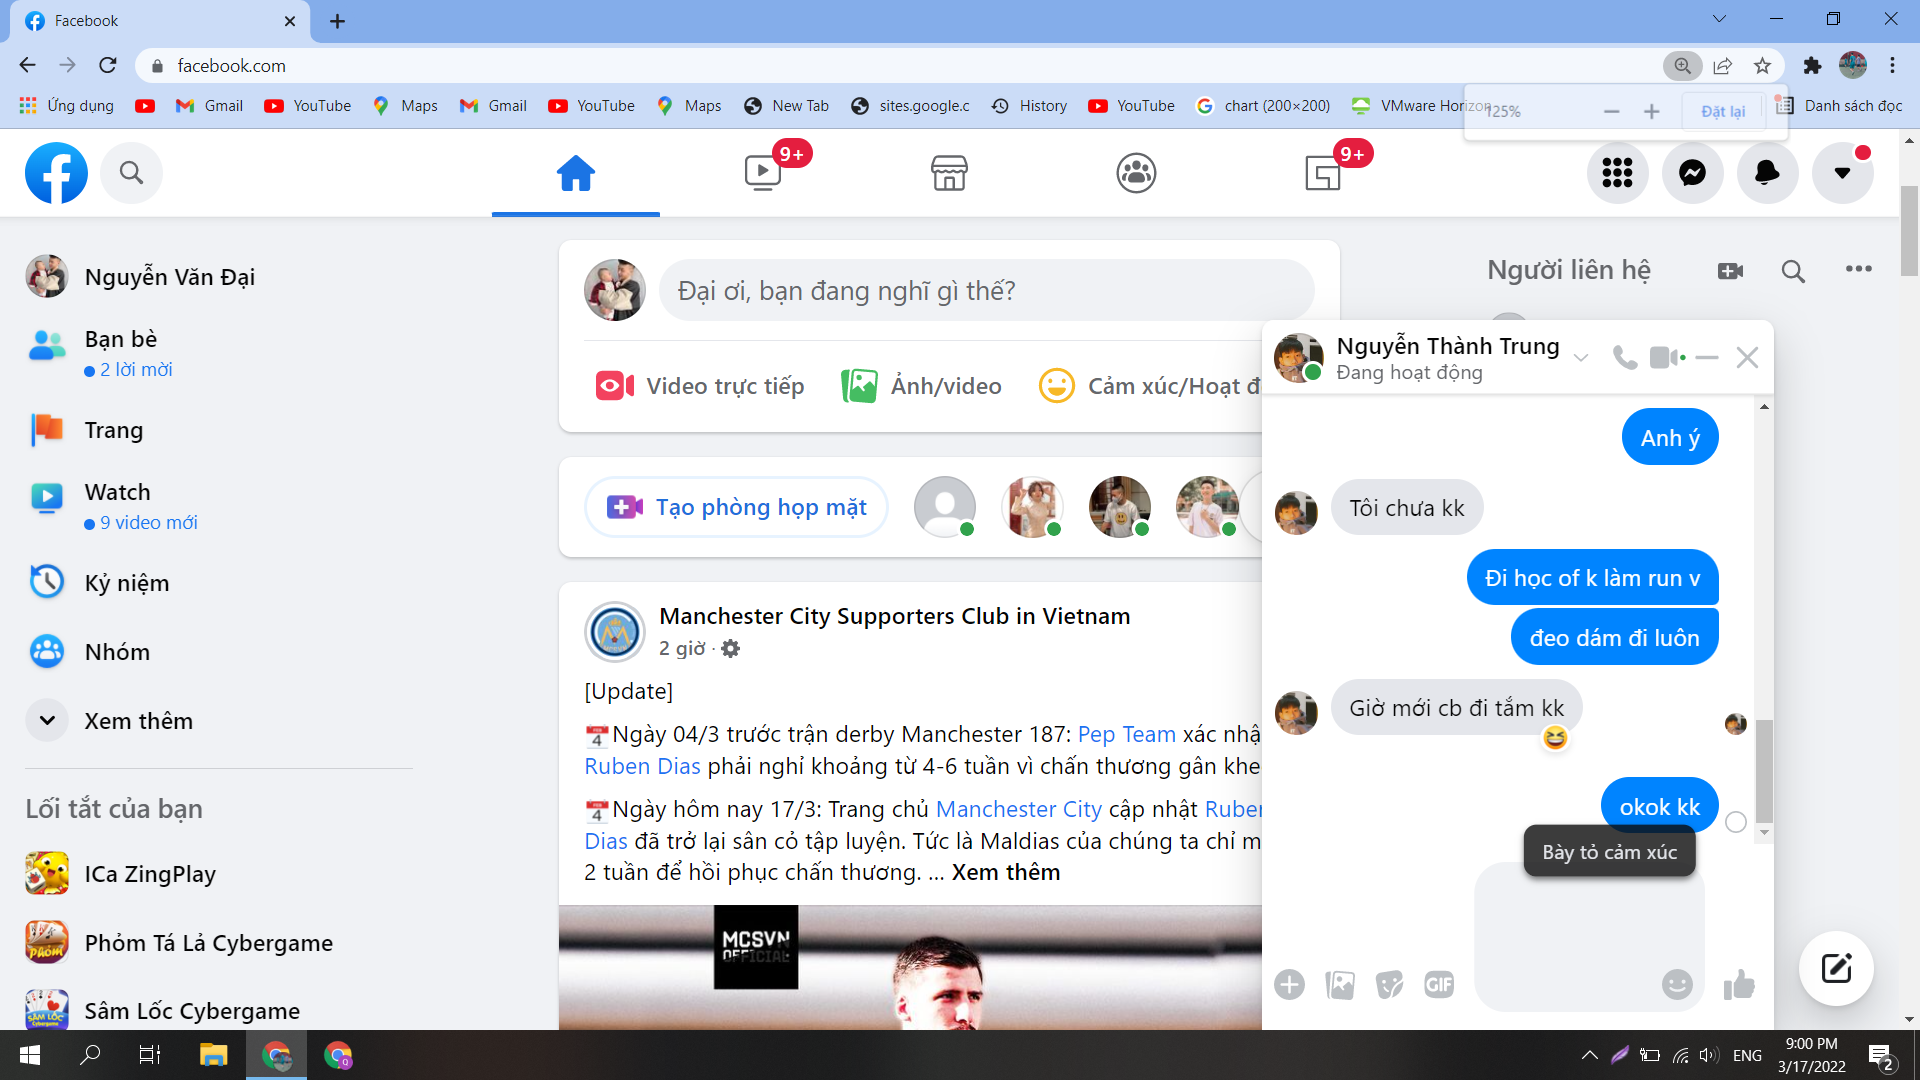 Facebook
facebook.com
Ứng dụng
Gmail
YouTube
Maps
Gmail
YouTube
Maps
New Tab
sites.google.c
History
YouTube
chart (200×200)
VMware Horizon
Danh sách đọc
125%
Đặt lại
9+
9+
Nguyễn Văn Đại
Bạn bè
2 lời mời
Trang
Watch
9 video mới
Kỷ niệm
Nhóm
Xem thêm
Lối tắt của bạn
ICa ZingPlay
Phỏm Tá Lả Cybergame
Sâm Lốc Cybergame
Đại ơi, bạn đang nghĩ gì thế?
Video trực tiếp
Ảnh/video
Cảm xúc/Hoạt đ
Tạo phòng họp mặt
Manchester City Supporters Club in Vietnam
2 giờ ·
[Update]
Ngày 04/3 trước trận derby Manchester 187: Pep Team xác nhậ
Ruben Dias phải nghỉ khoảng từ 4-6 tuần vì chấn thương gân khe
Ngày hôm nay 17/3: Trang chủ Manchester City cập nhật Rube
Dias đã trở lại sân cỏ tập luyện. Tức là Maldias của chúng ta chỉ m
2 tuần để hồi phục chấn thương. ... Xem thêm
MCSVN
OFFICIAL
Người liên hệ
Nguyễn Thành Trung
Đang hoạt động
Anh ý
Tôi chưa kk
Đi học of k làm run v
đeo dám đi luôn
Giờ mới cb đi tắm kk
okok kk
Bày tỏ cảm xúc
GIF
ENG
9:00 PM
3/17/2022
2